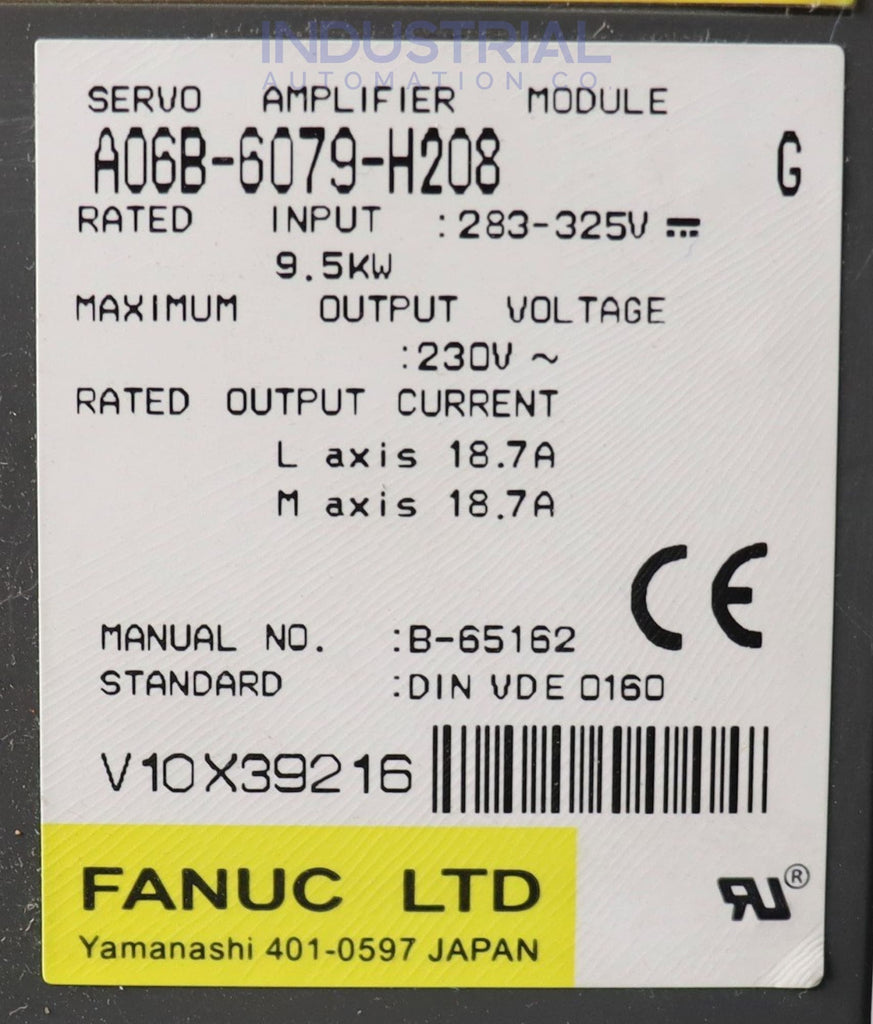 INDUSTRIAL
AUTOMATION CO
SERVO AMPLIFIER MODULE
A06B-6079-H208 G
RATED INPUT :283-325V ⎓
9.5KW
MAXIMUM OUTPUT VOLTAGE
:230V ~
RATED OUTPUT CURRENT
L axis 18.7A
M axis 18.7A
CE
MANUAL NO. :B-65162
STANDARD :DIN VDE 0160
V10X39216
FANUC LTD
Yamanashi 401-0597 JAPAN
RU®